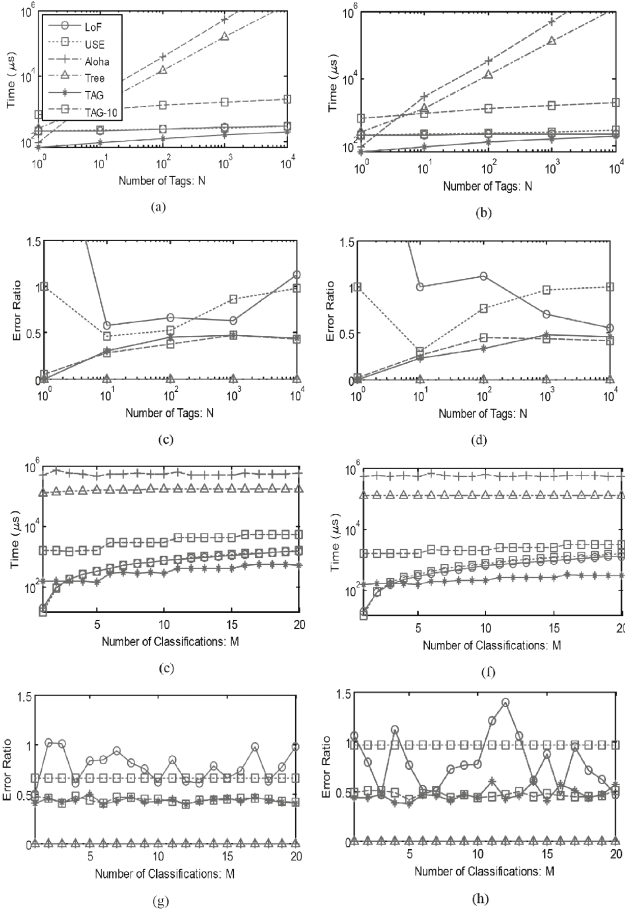 10^6
10^4
10^2
Time (μs)
LoF
USE
Aloha
Tree
TAG
TAG-10
10^0 10^1 10^2 10^3 10^4
Number of Tags: N
(a)
10^6
10^4
10^2
Time (μs)
10^0 10^1 10^2 10^3 10^4
Number of Tags: N
(b)
1.5
1
0.5
0
Error Ratio
10^0 10^1 10^2 10^3 10^4
Number of Tags: N
(c)
1.5
1
0.5
0
Error Ratio
10^0 10^1 10^2 10^3 10^4
Number of Tags: N
(d)
10^6
10^4
10^2
Time (μs)
5 10 15 20
Number of Classifications: M
(e)
10^6
10^4
10^2
Time (μs)
5 10 15 20
Number of Classifications: M
(f)
1.5
1
0.5
0
Error Ratio
5 10 15 20
Number of Classifications: M
(g)
1.5
1
0.5
0
Error Ratio
5 10 15 20
Number of Classifications: M
(h)